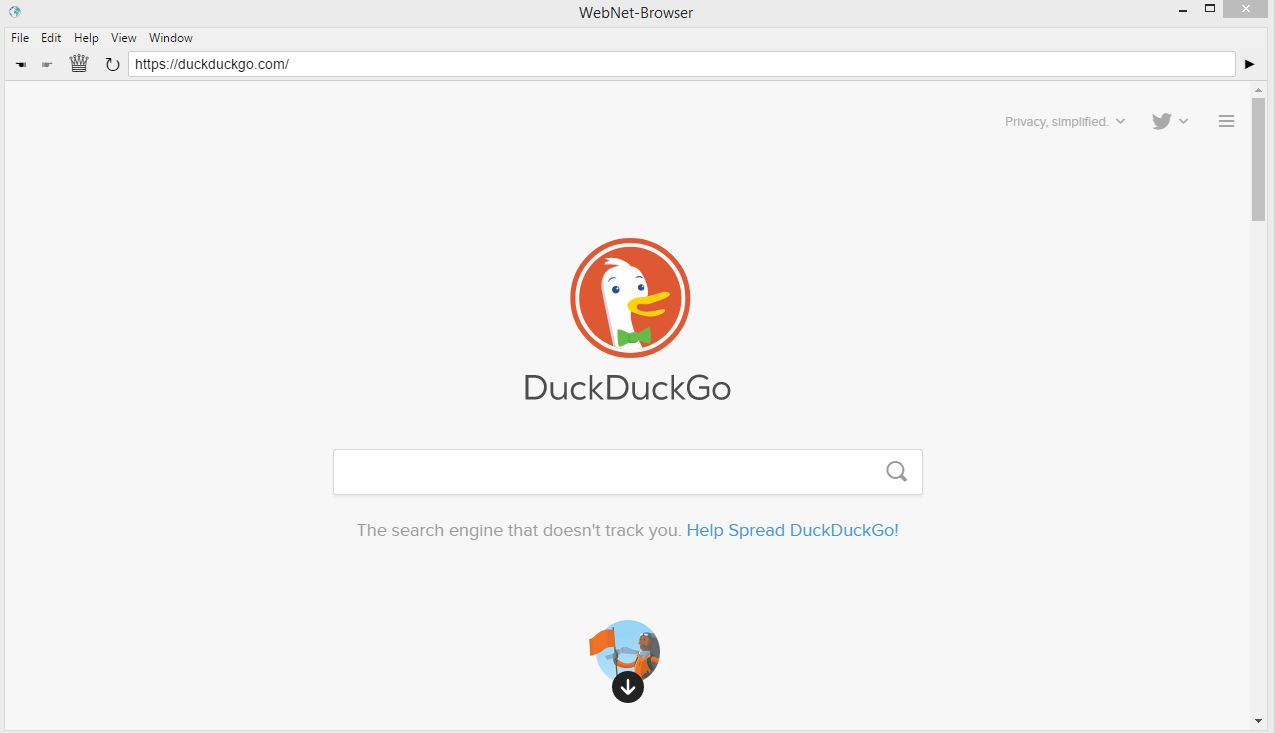 WebNet-Browser
File Edit Help View Window
https://duckduckgo.com/
Privacy, simplified.
DuckDuckGo
The search engine that doesn't track you. Help Spread DuckDuckGo!